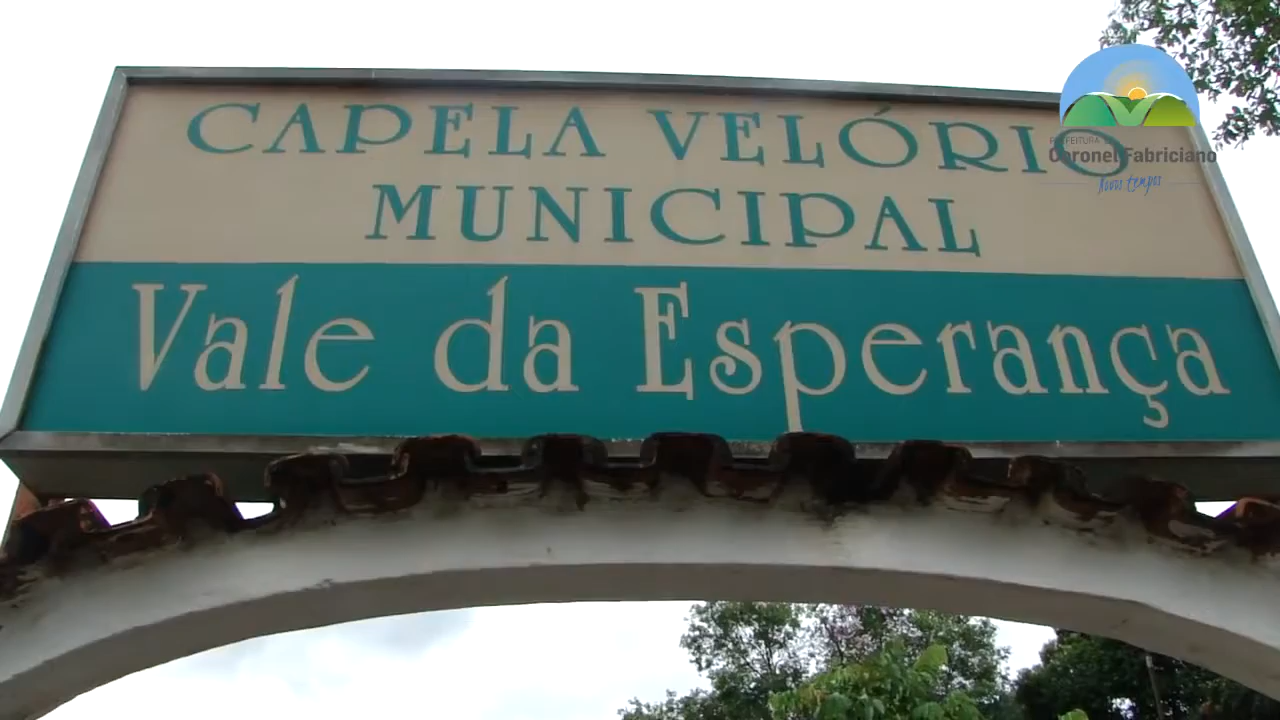 CAPELA VELÓRIO
MUNICIPAL
Vale da Esperança
PREFEITURA
Coronel Fabriciano
Novos tempos